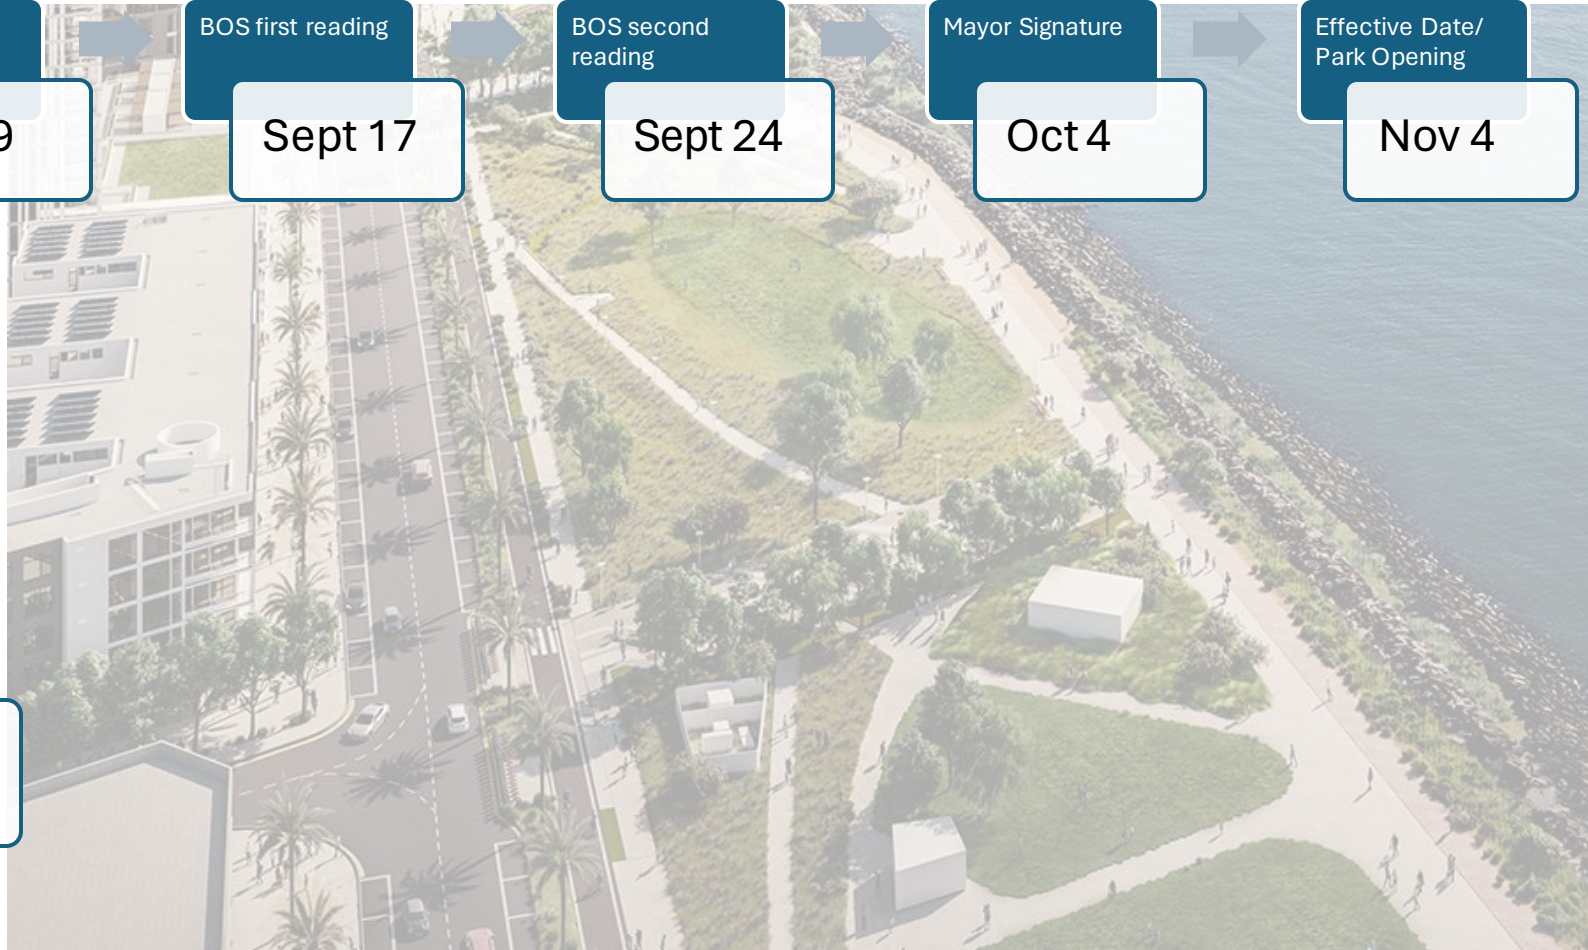 BOS first reading
BOS second
reading
Mayor Signature
Effective Date/
Park Opening
9
Sept 17
Sept 24
Oct 4
Nov 4